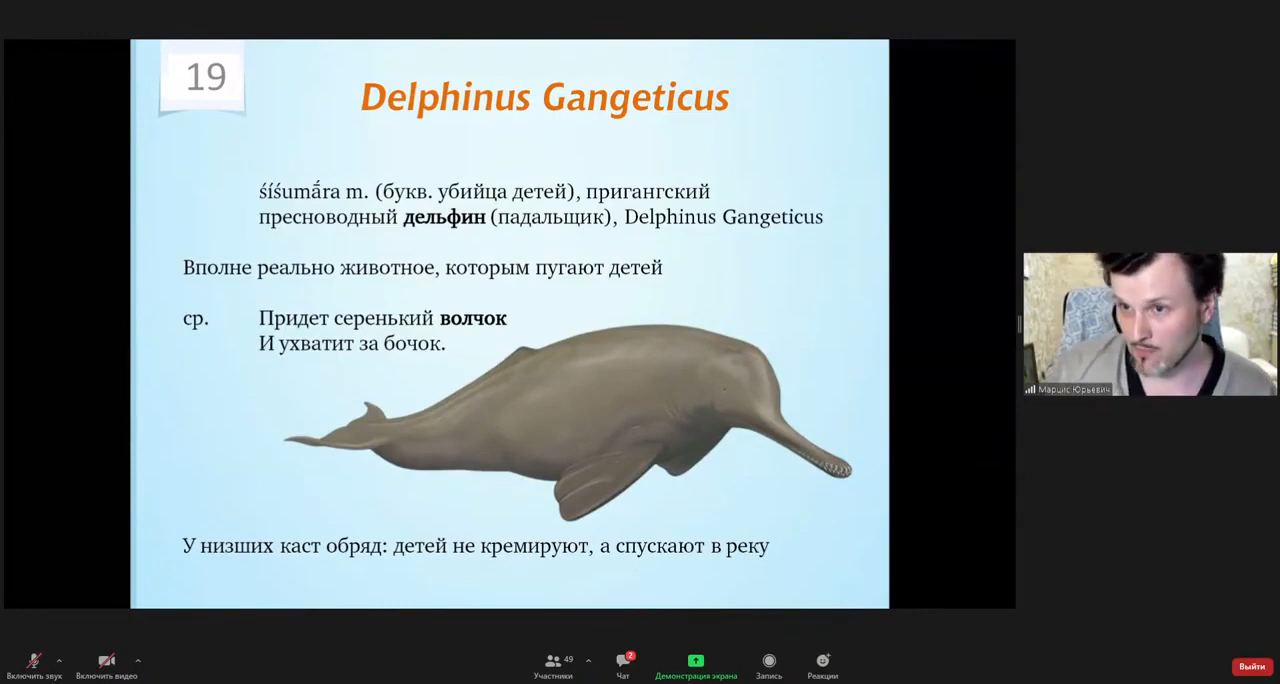 19
Delphinus Gangeticus
śíśumā́ra m. (букв. убийца детей), пригангский
пресноводный дельфин (падальщик), Delphinus Gangeticus
Вполне реально животное, которым пугают детей
ср. Придет серенький волчок
И ухватит за бочок.
У низших каст обряд: детей не кремируют, а спускают в реку
Марцис Юрьевич
Включить звук
Включить видео
49
Участники
2
Чат
Демонстрация экрана
Запись
Реакции
Выйти